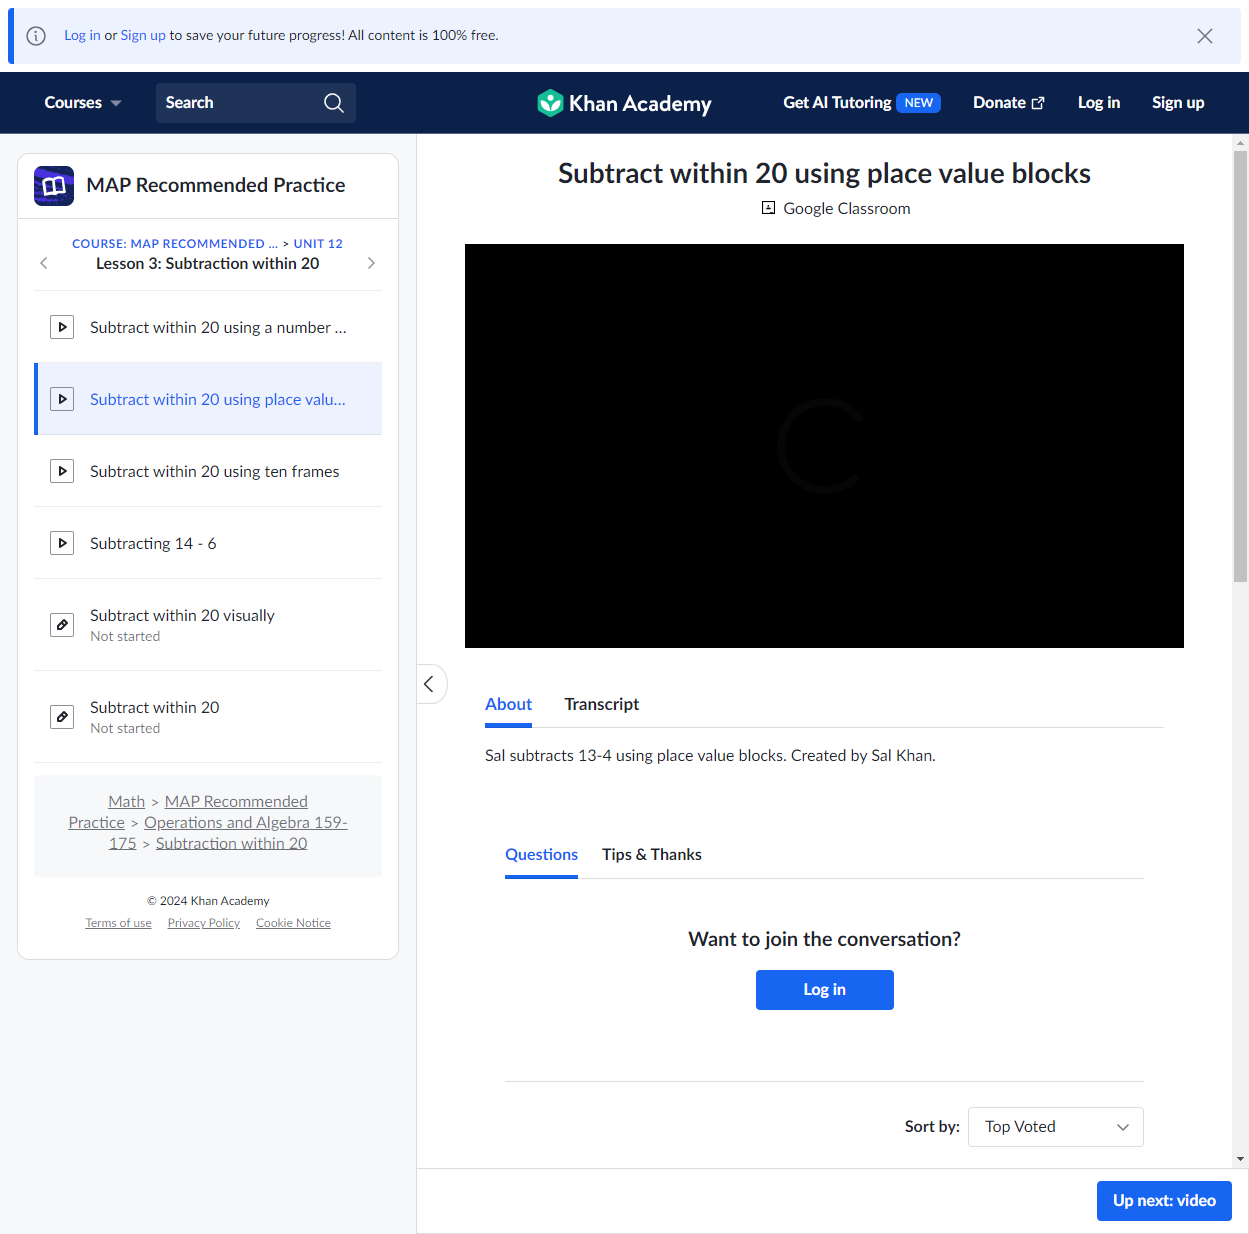 Log in or Sign up to save your future progress! All content is 100% free.
Courses
Search
Khan Academy
Get AI Tutoring NEW
Donate
Log in
Sign up
MAP Recommended Practice
COURSE: MAP RECOMMENDED ... > UNIT 12
Lesson 3: Subtraction within 20
Subtract within 20 using a number ...
Subtract within 20 using place valu...
Subtract within 20 using ten frames
Subtracting 14 - 6
Subtract within 20 visually
Not started
Subtract within 20
Not started
Math > MAP Recommended
Practice > Operations and Algebra 159-
175 > Subtraction within 20
© 2024 Khan Academy
Terms of use Privacy Policy Cookie Notice
Subtract within 20 using place value blocks
Google Classroom
About Transcript
Sal subtracts 13-4 using place value blocks. Created by Sal Khan.
Questions Tips & Thanks
Want to join the conversation?
Log in
Sort by: Top Voted
Up next: video